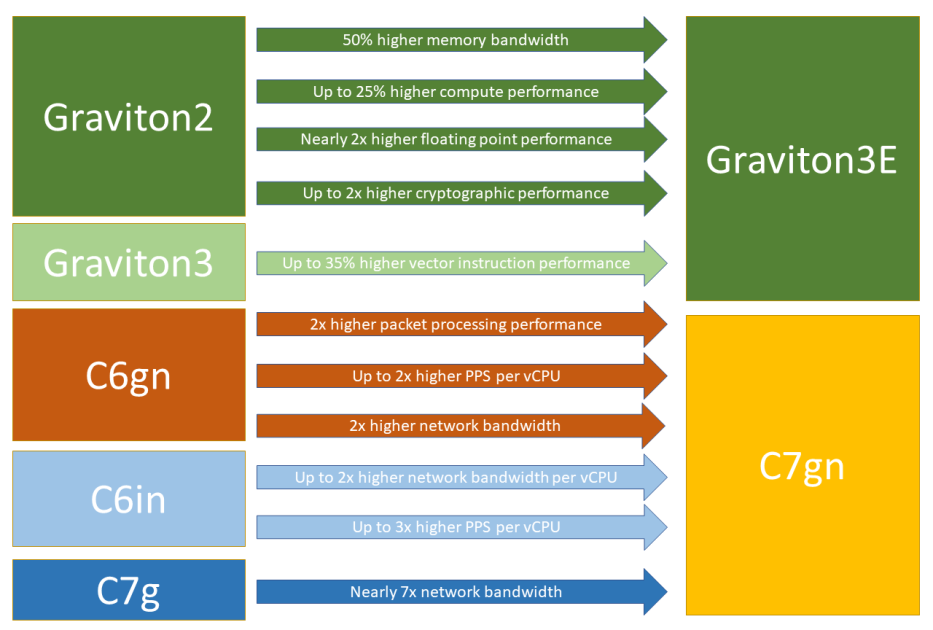 Graviton2
50% higher memory bandwidth
Up to 25% higher compute performance
Nearly 2x higher floating point performance
Up to 2x higher cryptographic performance
Graviton3E
Graviton3
Up to 35% higher vector instruction performance
C6gn
2x higher packet processing performance
Up to 2x higher PPS per vCPU
2x higher network bandwidth
C7gn
C6in
Up to 2x higher network bandwidth per vCPU
Up to 3x higher PPS per vCPU
C7g
Nearly 7x network bandwidth